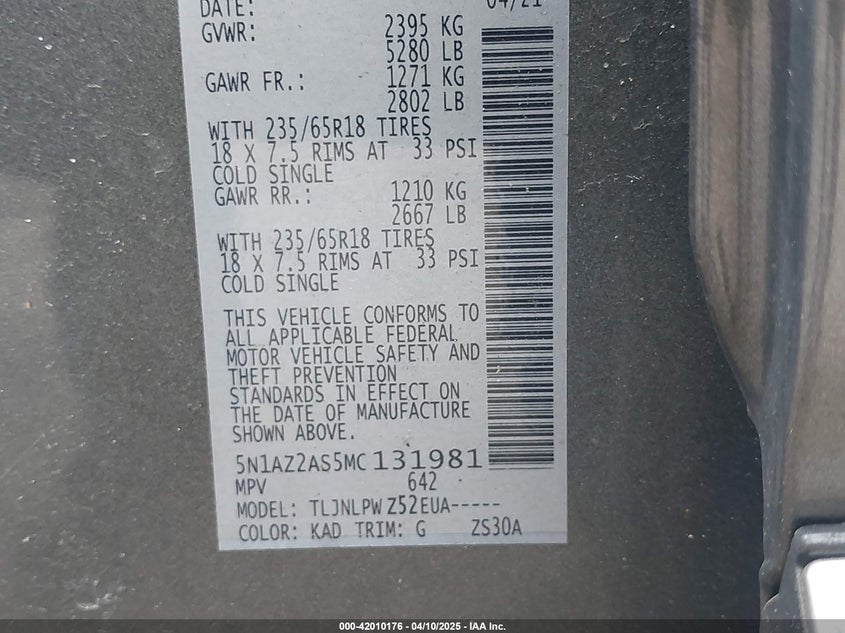 DATE: 04/21
GVWR: 2395 KG
5280 LB
GAWR FR.: 1271 KG
2802 LB
WITH 235/65R18 TIRES
18 X 7.5 RIMS AT 33 PSI
COLD SINGLE
GAWR RR.: 1210 KG
2667 LB
WITH 235/65R18 TIRES
18 X 7.5 RIMS AT 33 PSI
COLD SINGLE
THIS VEHICLE CONFORMS TO
ALL APPLICABLE FEDERAL
MOTOR VEHICLE SAFETY AND
THEFT PREVENTION
STANDARDS IN EFFECT ON
THE DATE OF MANUFACTURE
SHOWN ABOVE.
5N1AZ2AS5MC131981
MPV 642
MODEL: TLJNLPW Z52EUA-----
COLOR: KAD TRIM: G ZS30A
000-42010176 - 04/10/2025 - IAA Inc.